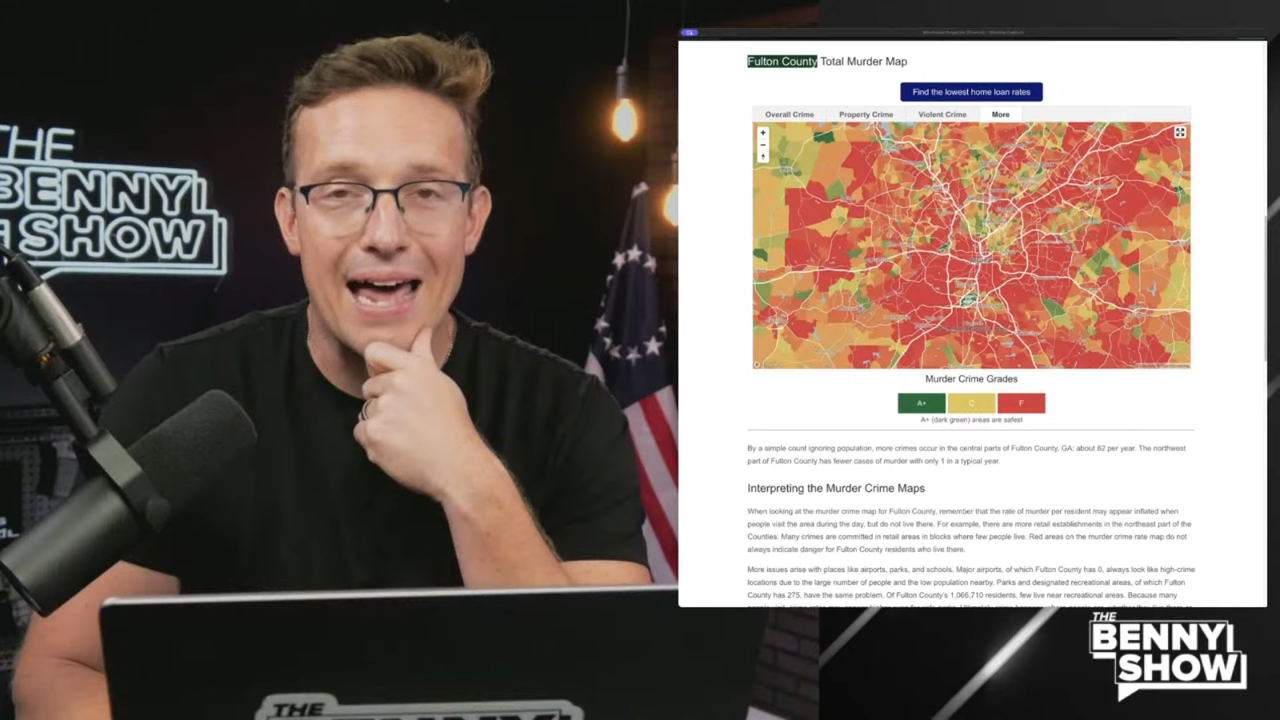 THE
BENNY
SHOW
Fulton County Total Murder Map
Find the lowest home loan rates
Overall Crime Property Crime Violent Crime More
Murder Crime Grades
A+ C F
A+ (dark green) areas are safest
By a simple count ignoring population, more crimes occur in the central parts of Fulton County, GA: about 62 per year. The northwest
part of Fulton County has fewer cases of murder with only 1 in a typical year.
Interpreting the Murder Crime Maps
When looking at the murder crime map for Fulton County, remember that the rate of murder per resident may appear inflated when
people visit the area during the day, but do not live there. For example, there are more retail establishments in the northeast part of the
Counties. Many crimes are committed in retail areas in blocks where few people live. Red areas on the murder crime rate map do not
always indicate danger for Fulton County residents who live there.
More issues arise with places like airports, parks, and schools. Major airports, of which Fulton County has 0, always look like high-crime
locations due to the large number of people and the low population nearby. Parks and designated recreational areas, of which Fulton
County has 275, have the same problem. Of Fulton County's 1,066,710 residents, few live near recreational areas. Because many
THE
BENNY
SHOW
THE